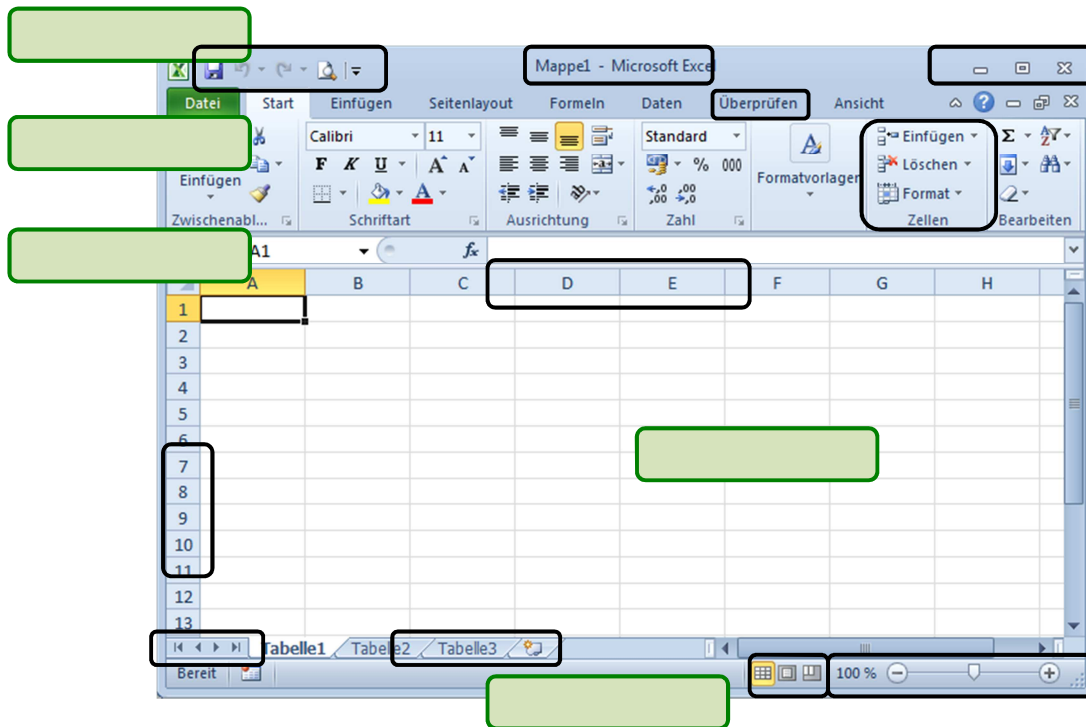 Mappe1 - Microsoft Excel
Datei Start Einfügen Seitenlayout Formeln Daten Überprüfen Ansicht
Calibri 11 Standard Einfügen Σ
Einfügen F K U A A % 000 Formatvorlagen Löschen
A ,00 ,00 Format
Zwischenabl... Schriftart Ausrichtung Zahl Zellen Bearbeiten
A1 fx
A B C D E F G H
1
2
3
4
5
6
7
8
9
10
11
12
13
Tabelle1 Tabelle2 Tabelle3
Bereit 100 %